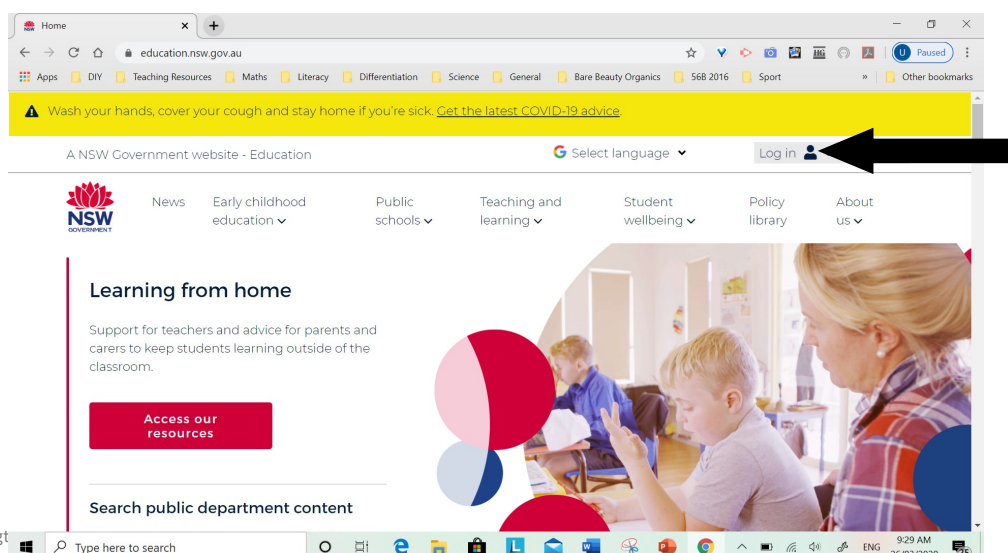 Home
education.nsw.gov.au
Paused
Apps DIY Teaching Resources Maths Literacy Differentiation Science General Bare Beauty Organics 56B 2016 Sport » Other bookmarks
Wash your hands, cover your cough and stay home if you're sick. Get the latest COVID-19 advice.
A NSW Government website - Education
Select language
Log in
NSW
GOVERNMENT
News
Early childhood
education
Public
schools
Teaching and
learning
Student
wellbeing
Policy
library
About
us
Learning from home
Support for teachers and advice for parents and
carers to keep students learning outside of the
classroom.
Access our
resources
Search public department content
Type here to search
ENG
9:29 AM